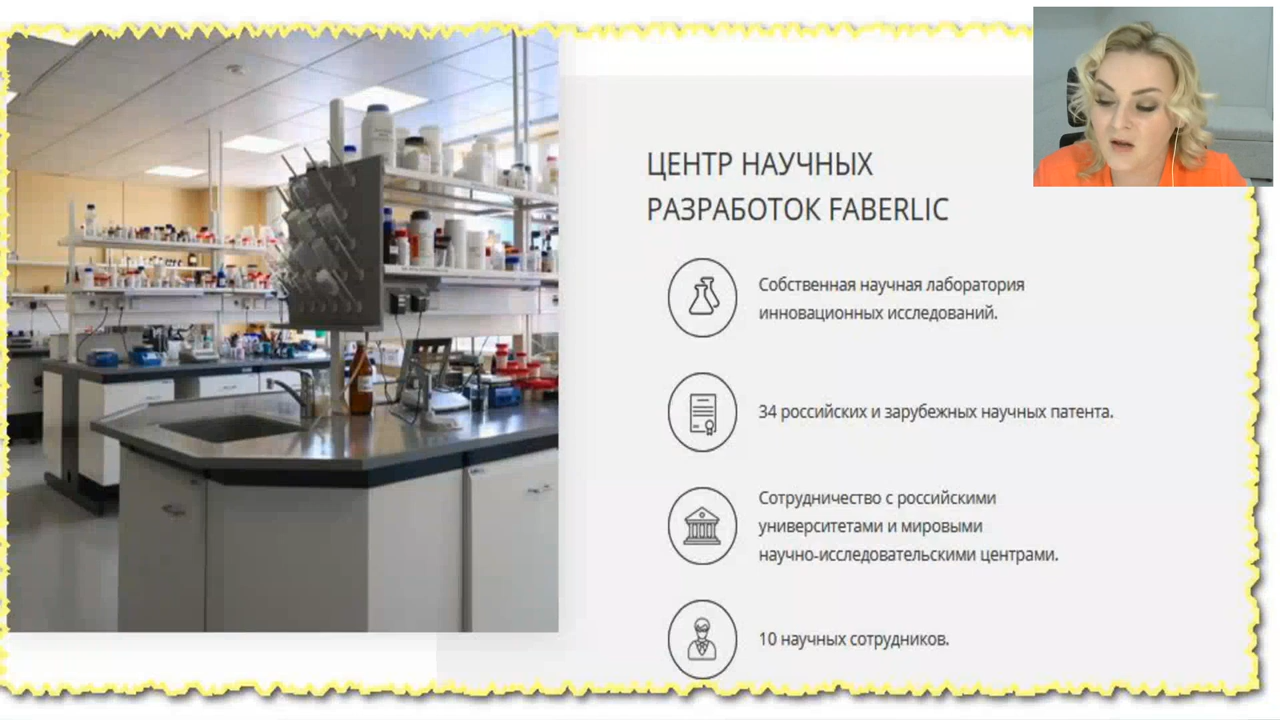 ЦЕНТР НАУЧНЫХ
РАЗРАБОТОК FABERLIC
Собственная научная лаборатория
инновационных исследований.
34 российских и зарубежных научных патента.
Сотрудничество с российскими
университетами и мировыми
научно-исследовательскими центрами.
10 научных сотрудников.